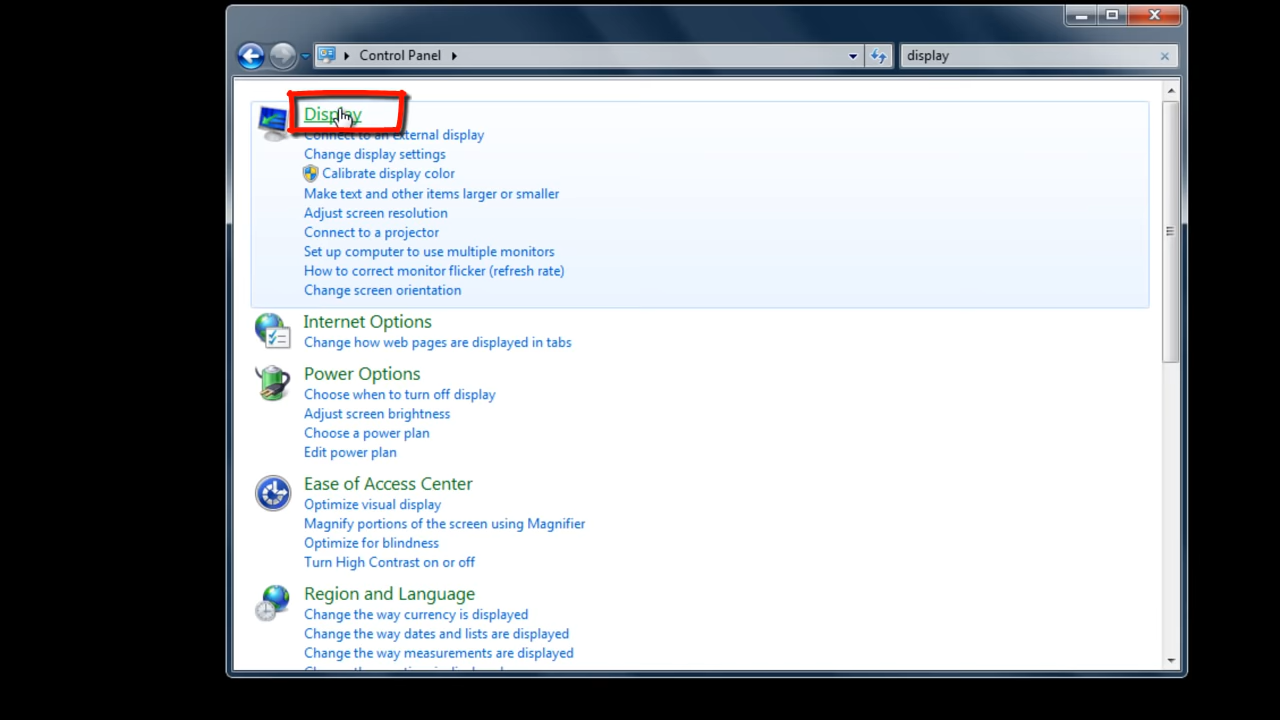 Control Panel
display
Display
Connect to an external display
Change display settings
Calibrate display color
Make text and other items larger or smaller
Adjust screen resolution
Connect to a projector
Set up computer to use multiple monitors
How to correct monitor flicker (refresh rate)
Change screen orientation
Internet Options
Change how web pages are displayed in tabs
Power Options
Choose when to turn off display
Adjust screen brightness
Choose a power plan
Edit power plan
Ease of Access Center
Optimize visual display
Magnify portions of the screen using Magnifier
Optimize for blindness
Turn High Contrast on or off
Region and Language
Change the way currency is displayed
Change the way dates and lists are displayed
Change the way measurements are displayed